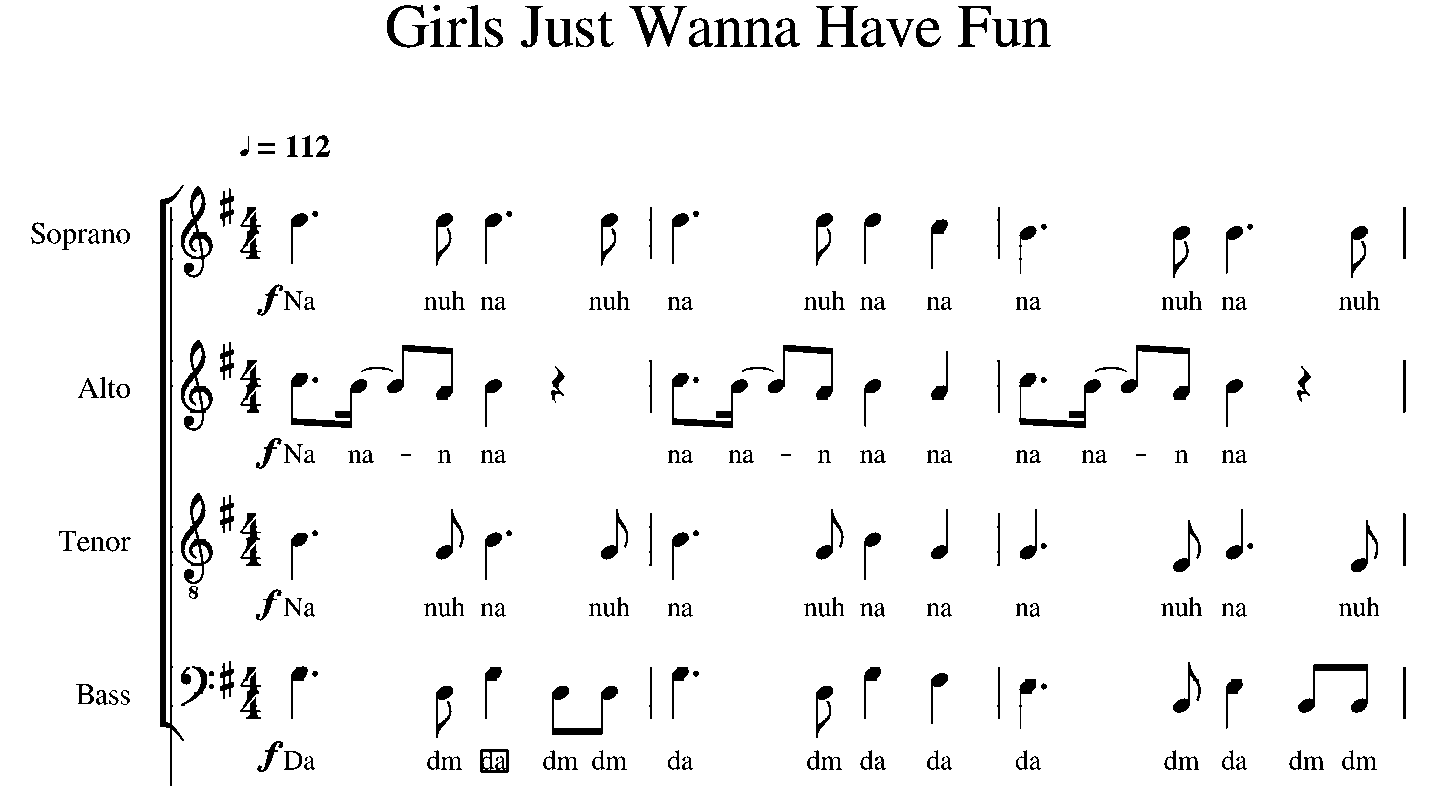 Girls Just Wanna Have Fun
♩ = 112
Soprano
f Na nuh na nuh na nuh na na na nuh na nuh
Alto
f Na na - n na na na - n na na na na - n na
Tenor
8
f Na nuh na nuh na nuh na na na nuh na nuh
Bass
f Da dm da dm dm da dm da da da dm da dm dm